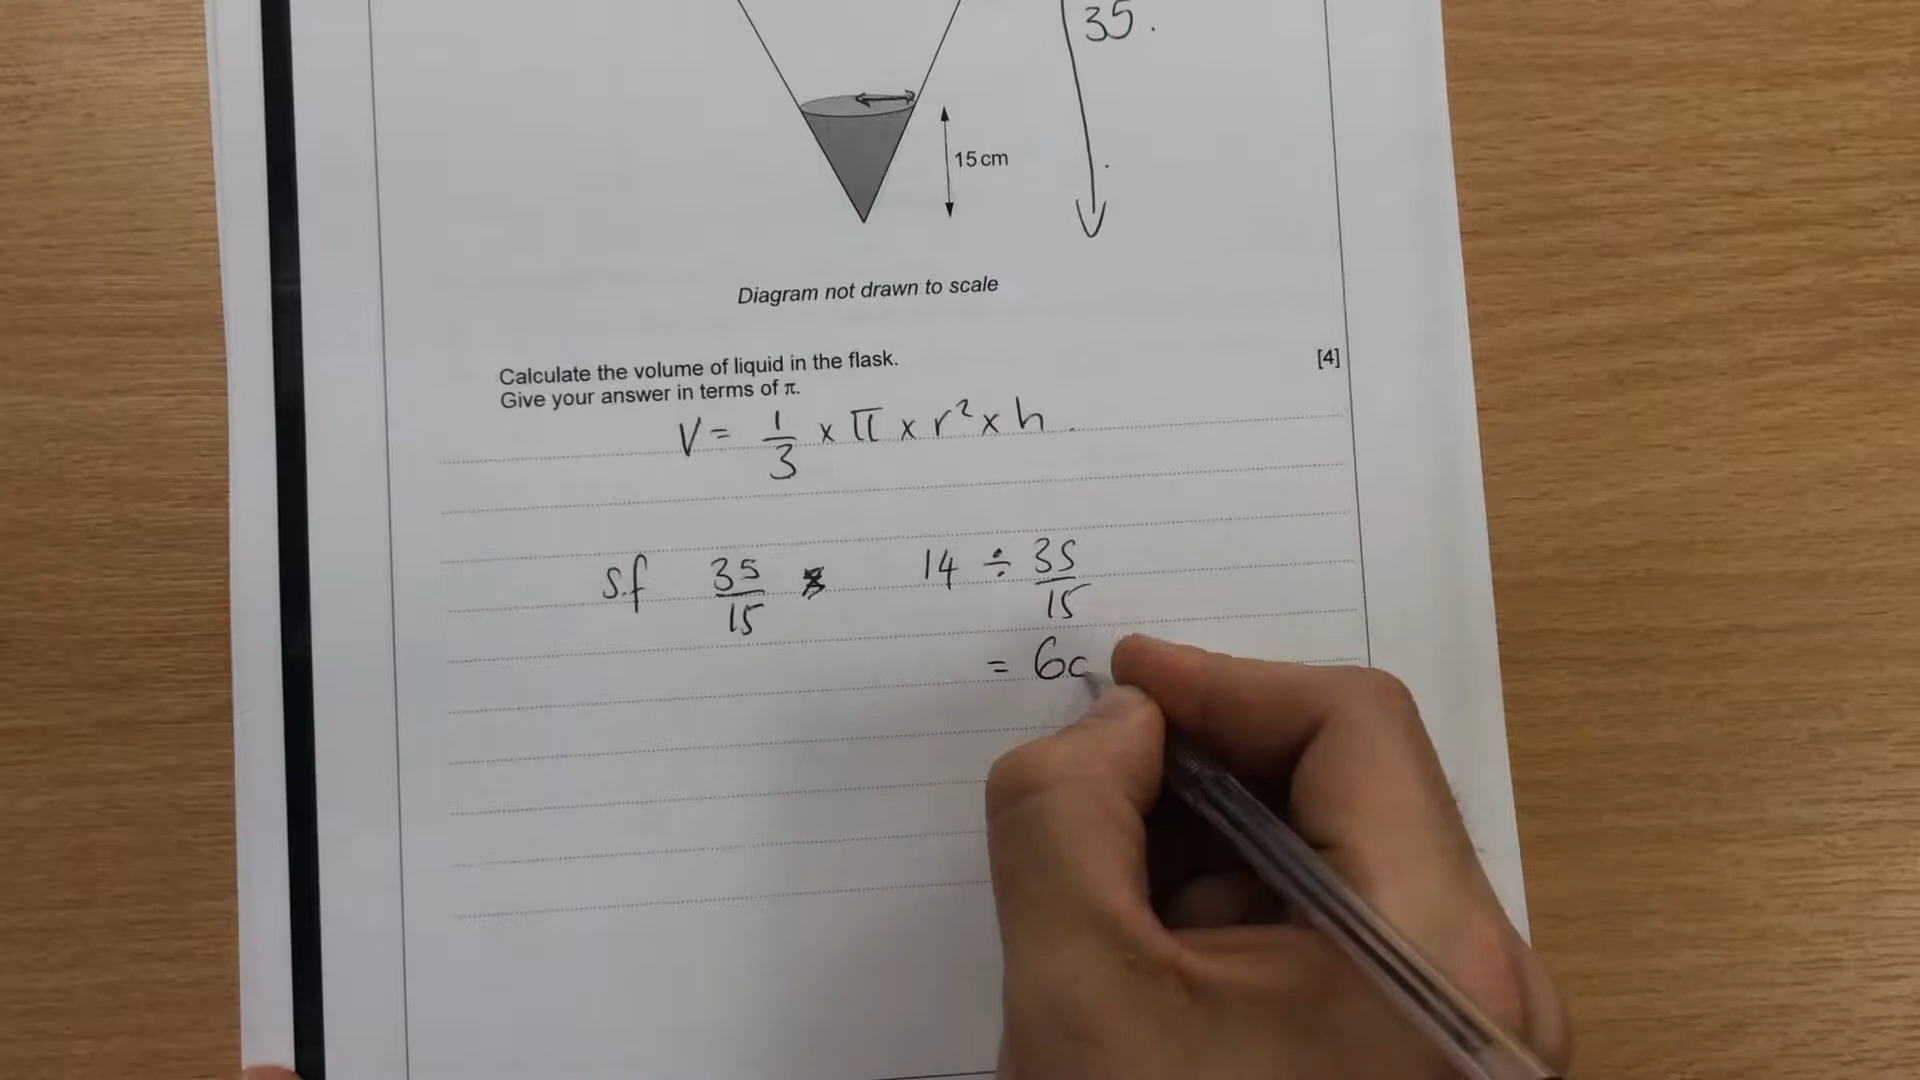 35.
15 cm
Diagram not drawn to scale
Calculate the volume of liquid in the flask.
[4]
Give your answer in terms of π.
V = 1/3 × π × r² × h
s.f 35/15 14 ÷ 35/15
= 6c